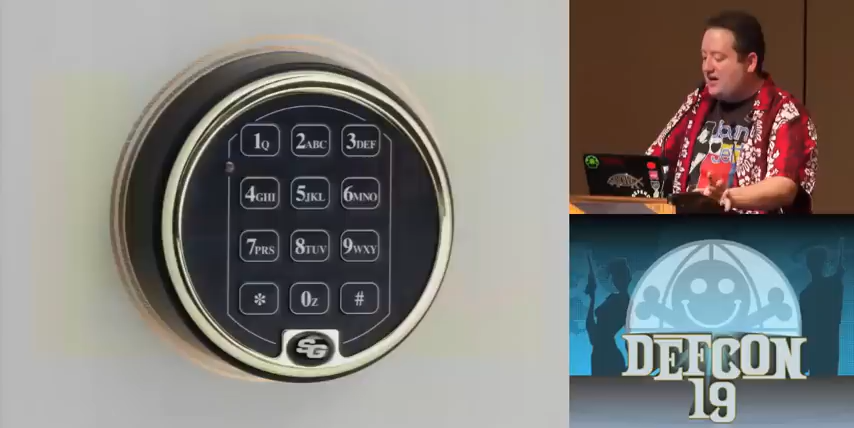 1Q 2ABC 3DEF
4GHI 5JKL 6MNO
7PRS 8TUV 9WXY
* 0Z #
SG
DEFCON
19